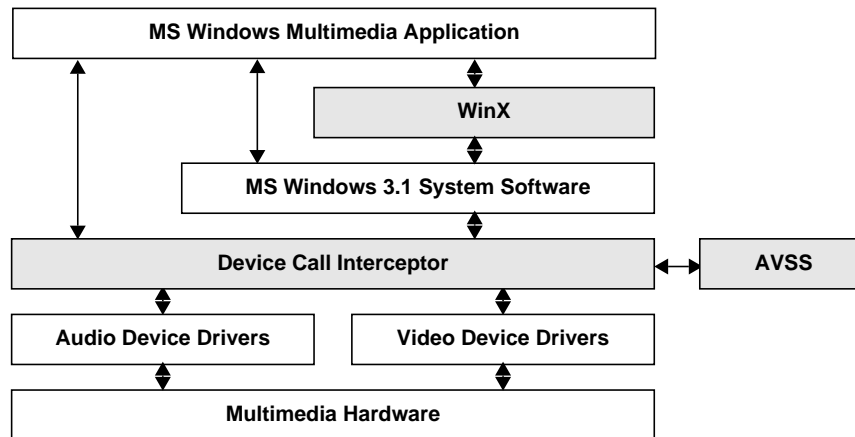 MS Windows Multimedia Application
WinX
MS Windows 3.1 System Software
Device Call Interceptor
AVSS
Audio Device Drivers
Video Device Drivers
Multimedia Hardware